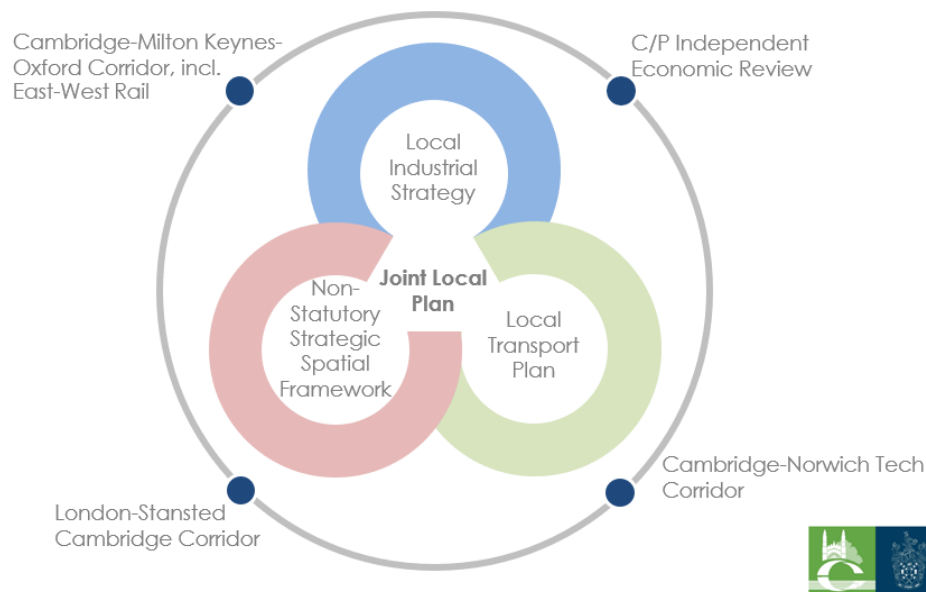 Cambridge-Milton Keynes-
Oxford Corridor, incl.
East-West Rail
C/P Independent
Economic Review
Local
Industrial
Strategy
Joint Local
Plan
Non-
Statutory
Strategic
Spatial
Framework
Local
Transport
Plan
Cambridge-Norwich Tech
Corridor
London-Stansted
Cambridge Corridor